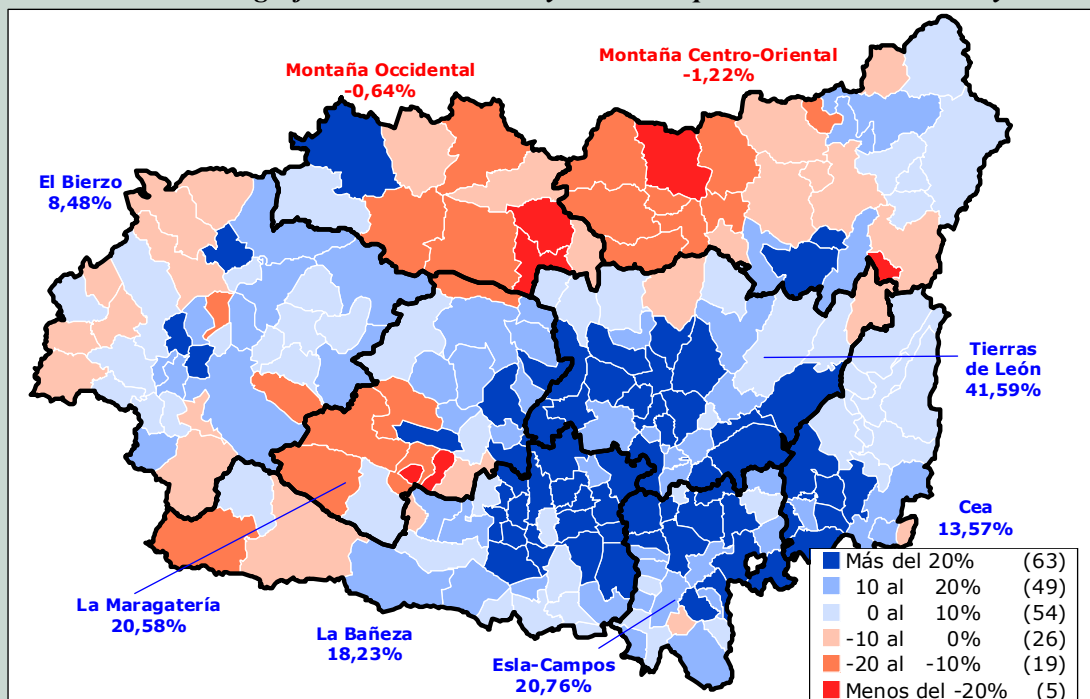 Montaña Occidental
-0,64%
Montaña Centro-Oriental
-1,22%
El Bierzo
8,48%
Tierras
de León
41,59%
Cea
13,57%
La Maragatería
20,58%
La Bañeza
18,23%
Esla-Campos
20,76%
Más del 20% (63)
10 al 20% (49)
0 al 10% (54)
-10 al 0% (26)
-20 al -10% (19)
Menos del -20% (5)